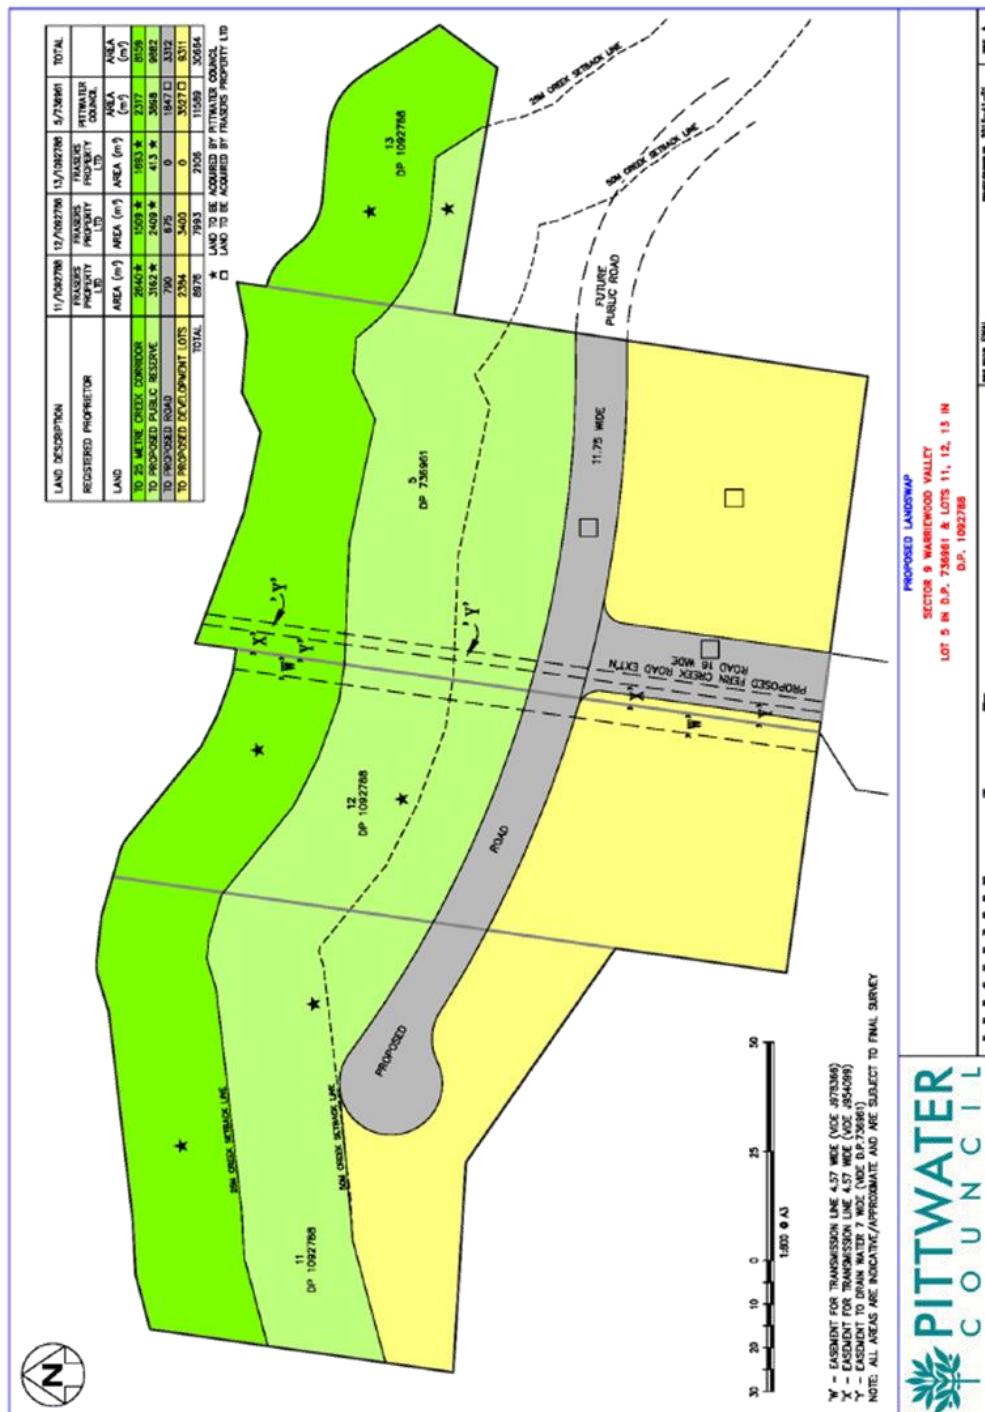 LAND DESCRIPTION 11/1092788 12/1092788 13/1092788 5/736961 TOTAL
REGISTERED PROPRIETOR FRASERS PROPERTY LTD FRASERS PROPERTY LTD FRASERS PROPERTY LTD PITTWATER COUNCIL
LAND AREA (m²) AREA (m²) AREA (m²) AREA (m²) AREA (m²)
TO 25 METRE CREEK CORRIDOR 2640★ 1509★ 1693★ 2317 8159
TO PROPOSED PUBLIC RESERVE 3162★ 2409★ 413★ 3898 9882
TO PROPOSED ROAD 790 675 0 1847□ 3312
TO PROPOSED DEVELOPMENT LOTS 2384 3400 0 3527□ 9311
TOTAL 8976 7993 2106 11589 30664
★ LAND TO BE ACQUIRED BY PITTWATER COUNCIL
□ LAND TO BE ACQUIRED BY FRASERS PROPERTY LTD
N
13
DP 1092788
25M CREEK SETBACK LINE
50M CREEK SETBACK LINE
FUTURE
PUBLIC ROAD
5
DP 736961
11.75 WIDE
'Y'
'X'
'W'
'Y'
'Y'
PROPOSED FERN CREEK ROAD EXT'N
ROAD 16 WIDE
'X'
'W'
'Y'
12
DP 1092788
ROAD
PROPOSED
25M CREEK SETBACK LINE
50M CREEK SETBACK LINE
11
DP 1092788
30 20 10 0 25 50
1:800 @ A3
'W' – EASEMENT FOR TRANSMISSION LINE 4.57 WIDE (VIDE J978366)
'X' – EASEMENT FOR TRANSMISSION LINE 4.57 WIDE (VIDE J954099)
'Y' – EASEMENT TO DRAIN WATER 7 WIDE (VIDE D.P.736961)
NOTE: ALL AREAS ARE INDICATIVE/APPROXIMATE AND ARE SUBJECT TO FINAL SURVEY
PROPOSED LANDSWAP
SECTOR 9 WARRIEWOOD VALLEY
LOT 5 IN D.P. 736961 & LOTS 11, 12, 13 IN
D.P. 1092788
PITTWATER
COUNCIL